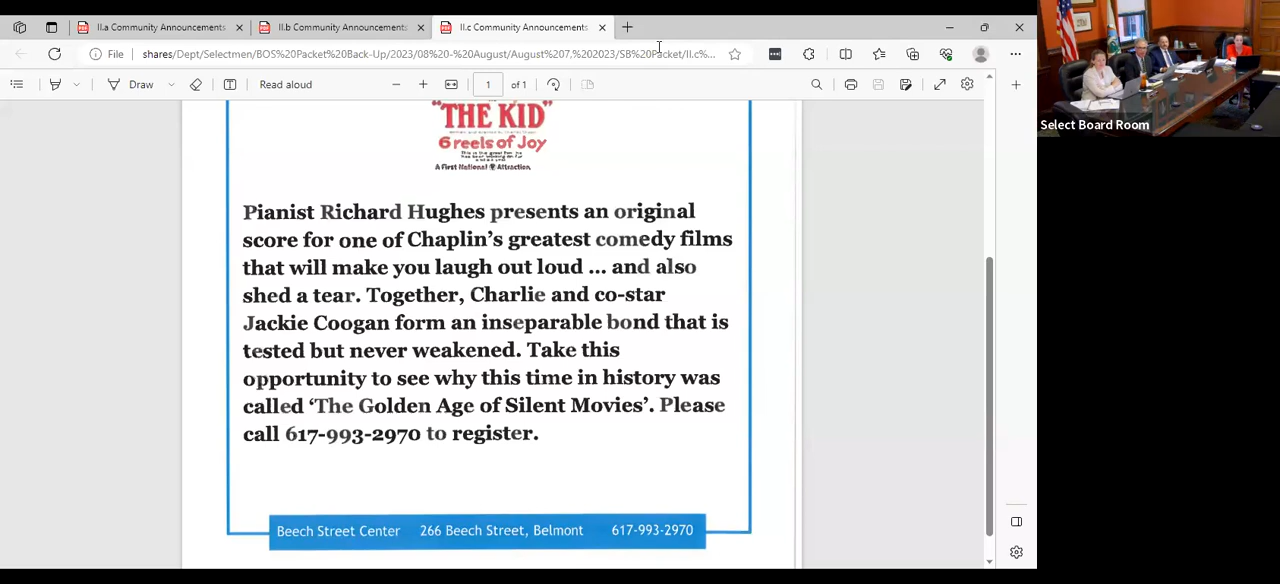 II.a Community Announcements
II.b Community Announcements
II.c Community Announcements
File
shares/Dept/Selectmen/BOS%20Packet%20Back-Up/2023/08%20-%20August/August%207,%202023/SB%20Packet/II.c%...
Draw
Read aloud
1
of 1
"THE KID"
6 reels of Joy
A First National Attraction.
Pianist Richard Hughes presents an original
score for one of Chaplin's greatest comedy films
that will make you laugh out loud ... and also
shed a tear. Together, Charlie and co-star
Jackie Coogan form an inseparable bond that is
tested but never weakened. Take this
opportunity to see why this time in history was
called 'The Golden Age of Silent Movies'. Please
call 617-993-2970 to register.
Beech Street Center 266 Beech Street, Belmont 617-993-2970
Select Board Room